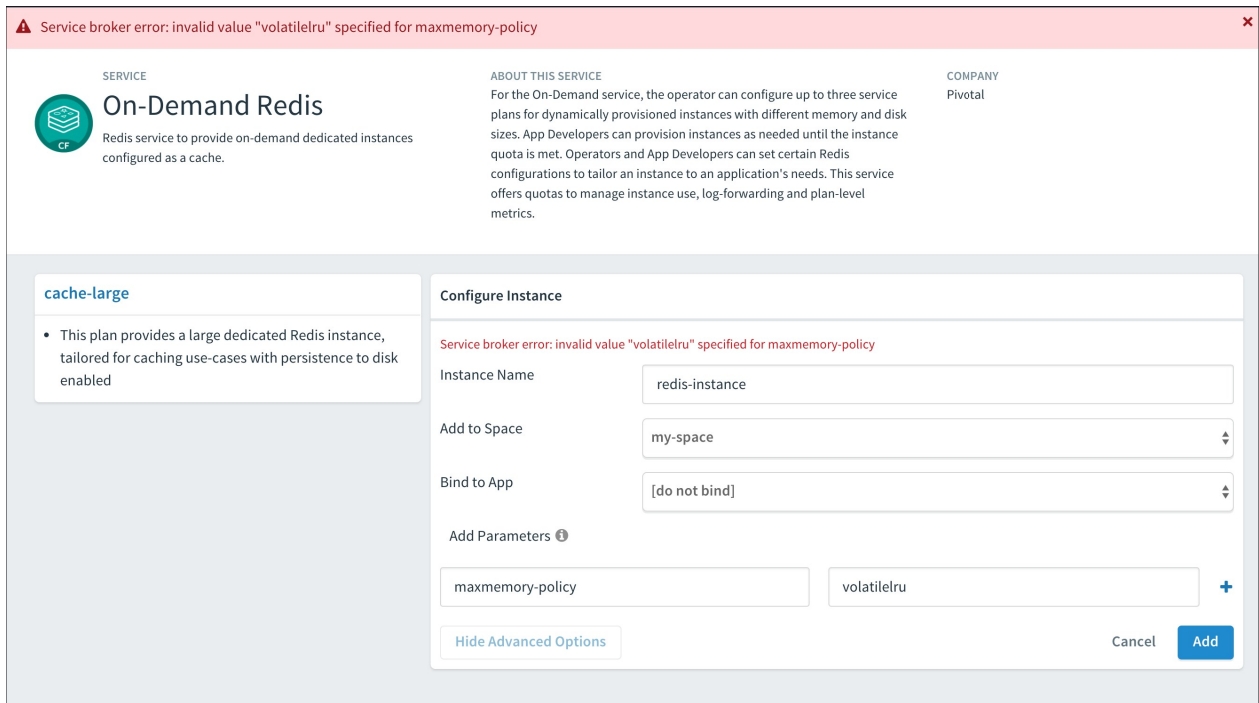 Service broker error: invalid value "volatilelru" specified for maxmemory-policy
SERVICE
On-Demand Redis
Redis service to provide on-demand dedicated instances
configured as a cache.
CF
ABOUT THIS SERVICE
For the On-Demand service, the operator can configure up to three service
plans for dynamically provisioned instances with different memory and disk
sizes. App Developers can provision instances as needed until the instance
quota is met. Operators and App Developers can set certain Redis
configurations to tailor an instance to an application's needs. This service
offers quotas to manage instance use, log-forwarding and plan-level
metrics.
COMPANY
Pivotal
cache-large
• This plan provides a large dedicated Redis instance,
tailored for caching use-cases with persistence to disk
enabled
Configure Instance
Service broker error: invalid value "volatilelru" specified for maxmemory-policy
Instance Name
redis-instance
Add to Space
my-space
Bind to App
[do not bind]
Add Parameters
maxmemory-policy
volatilelru
Hide Advanced Options
Cancel
Add